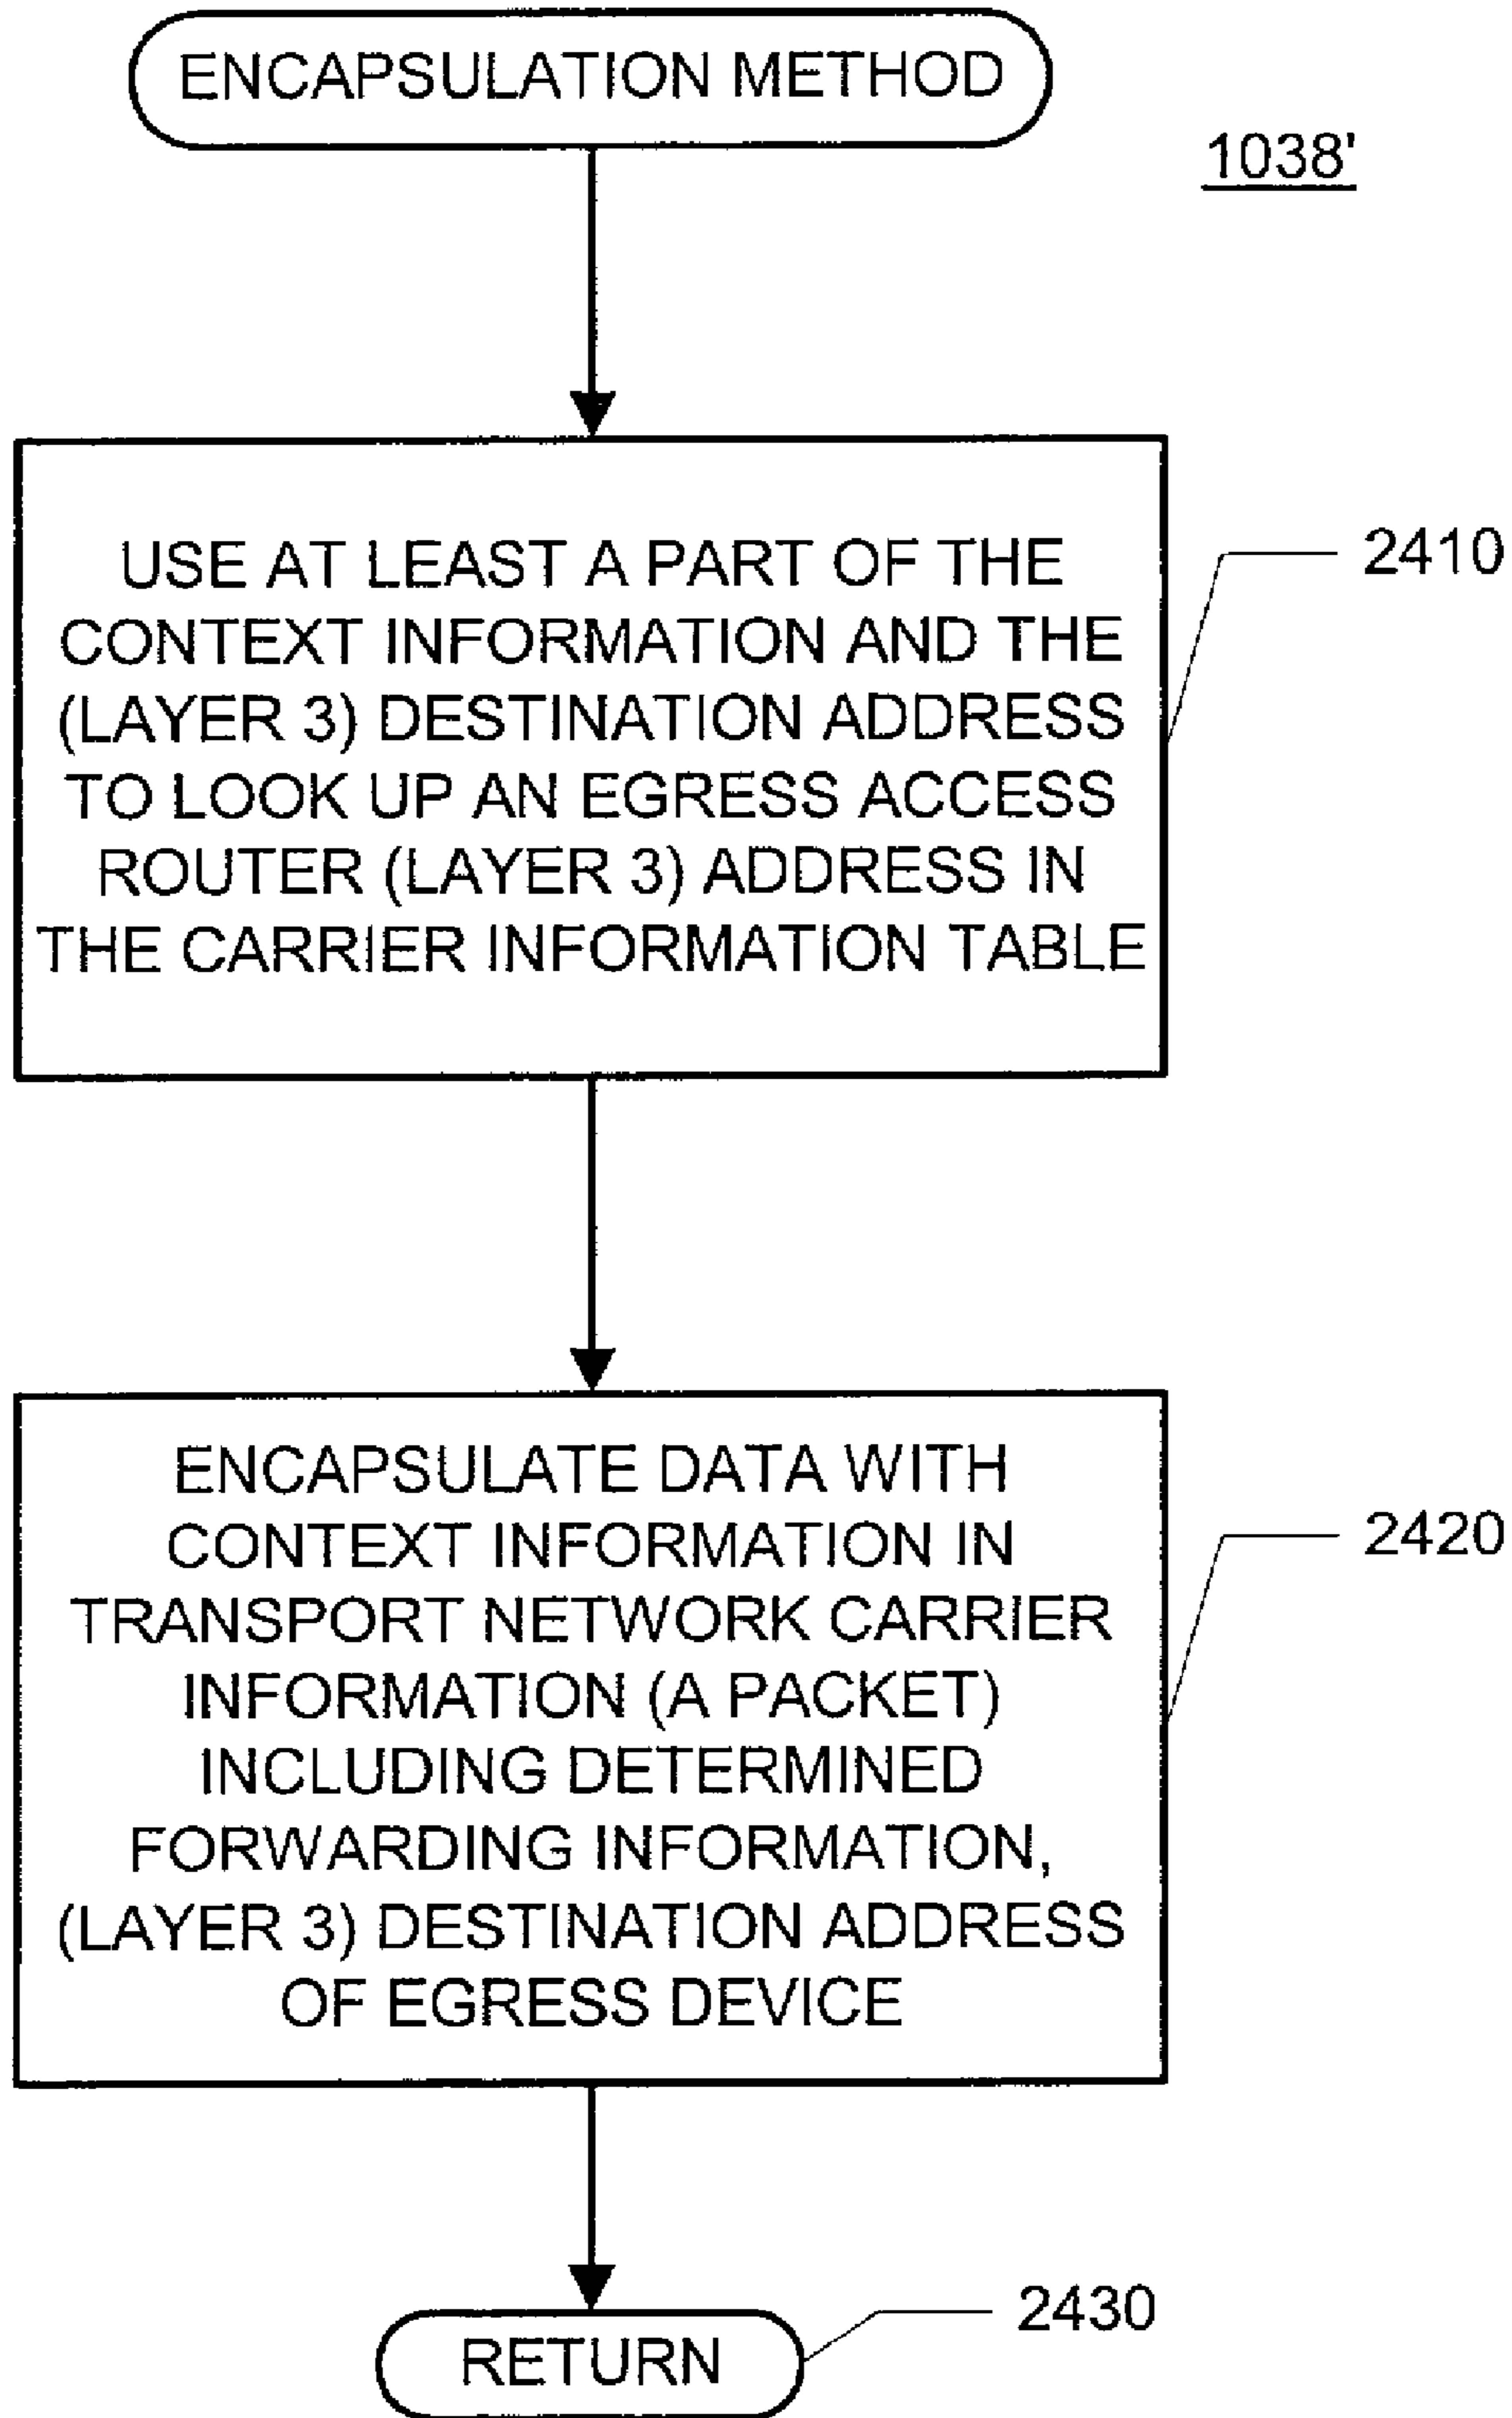 ENCAPSULATION METHOD
1038'
USE AT LEAST A PART OF THE
CONTEXT INFORMATION AND THE
(LAYER 3) DESTINATION ADDRESS
TO LOOK UP AN EGRESS ACCESS
ROUTER (LAYER 3) ADDRESS IN
THE CARRIER INFORMATION TABLE
2410
ENCAPSULATE DATA WITH
CONTEXT INFORMATION IN
TRANSPORT NETWORK CARRIER
INFORMATION (A PACKET)
INCLUDING DETERMINED
FORWARDING INFORMATION,
(LAYER 3) DESTINATION ADDRESS
OF EGRESS DEVICE
2420
RETURN
2430